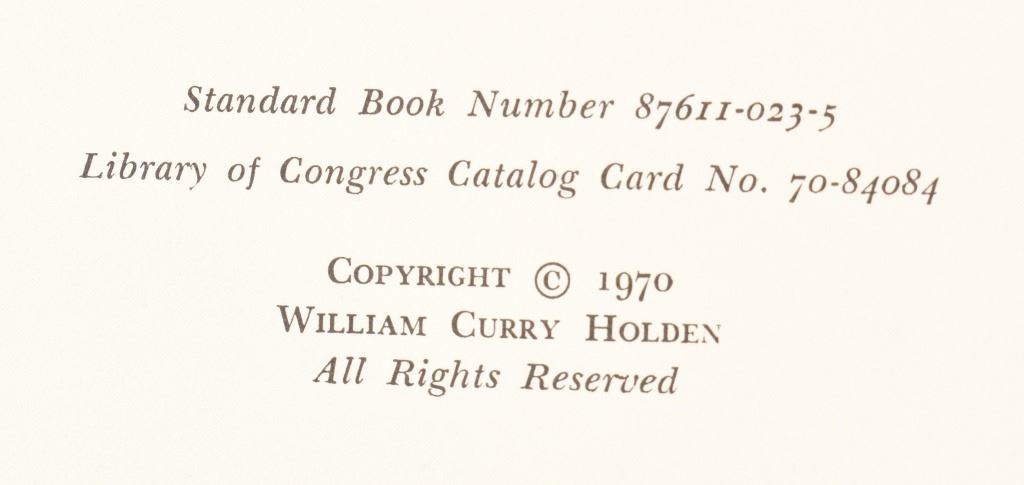 Standard Book Number 87611-023-5
Library of Congress Catalog Card No. 70-84084
COPYRIGHT © 1970
WILLIAM CURRY HOLDEN
All Rights Reserved